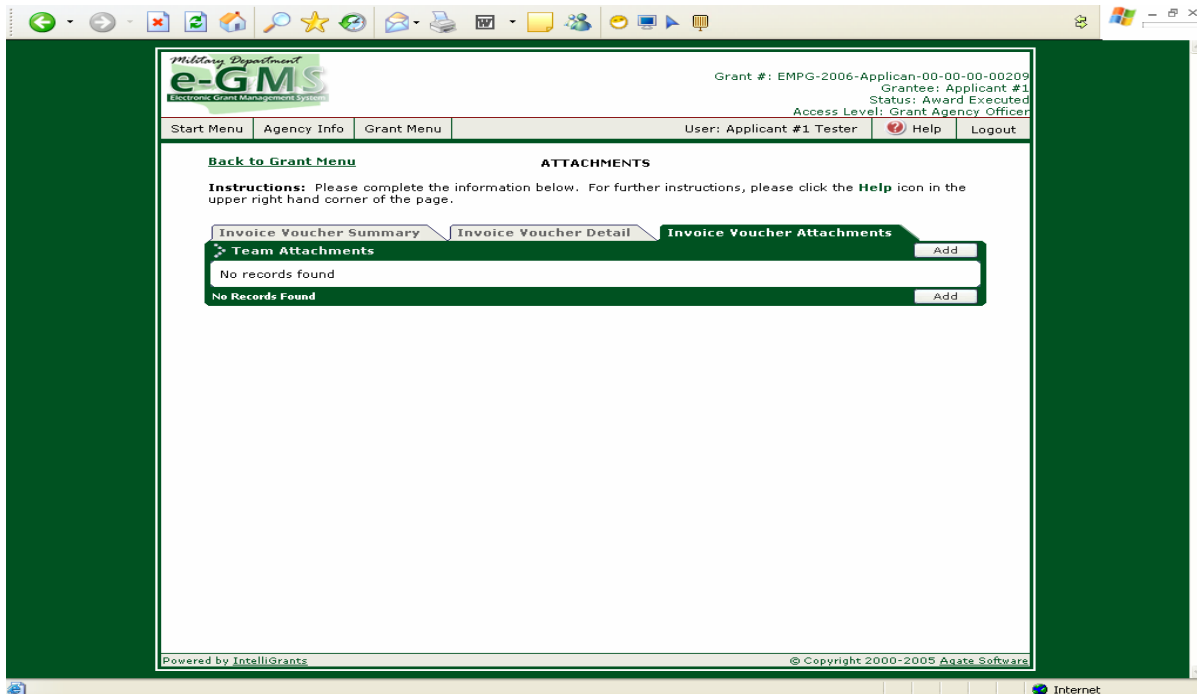 Military Department
e-GMS
Electronic Grant Management System
Grant #: EMPG-2006-Applican-00-00-00-00209
Grantee: Applicant #1
Status: Award Executed
Access Level: Grant Agency Officer
Start Menu Agency Info Grant Menu User: Applicant #1 Tester Help Logout
Back to Grant Menu ATTACHMENTS
Instructions: Please complete the information below. For further instructions, please click the Help icon in the
upper right hand corner of the page.
Invoice Voucher Summary Invoice Voucher Detail Invoice Voucher Attachments
Team Attachments Add
No records found
No Records Found Add
Powered by IntelliGrants © Copyright 2000-2005 Agate Software
Internet